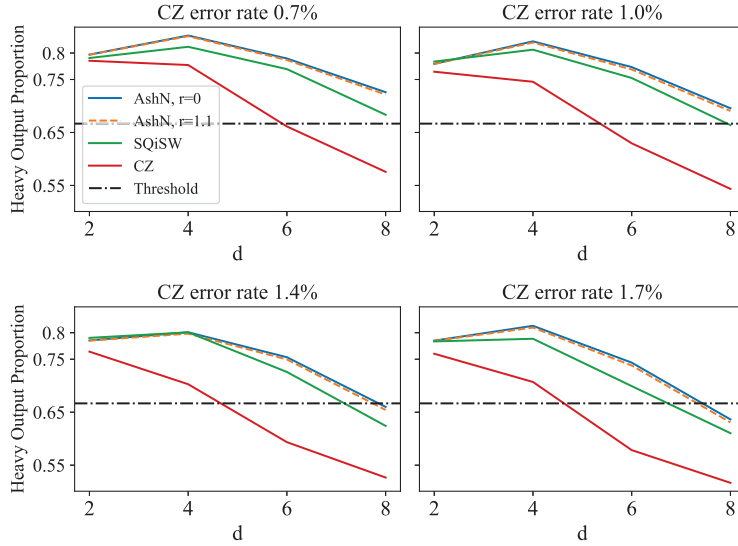 CZ error rate 0.7%
Heavy Output Proportion
0.8
0.75
0.65
0.55
AshN, r=0
AshN, r=1.1
SQiSW
CZ
Threshold
2 4 6 8
d
CZ error rate 1.0%
2 4 6 8
d
CZ error rate 1.4%
Heavy Output Proportion
0.8
0.75
0.65
0.55
2 4 6 8
d
CZ error rate 1.7%
2 4 6 8
d